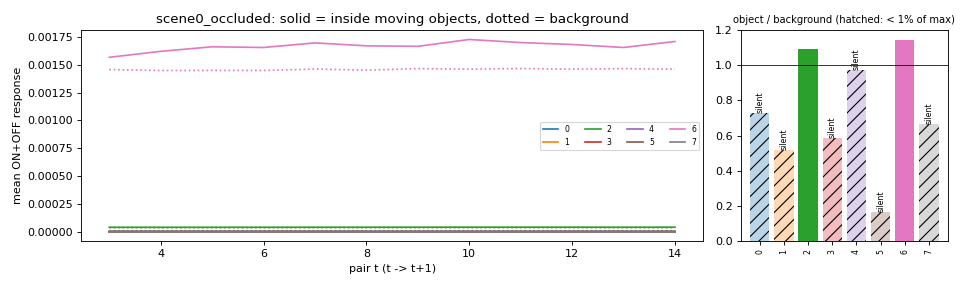 scene0_occluded: solid = inside moving objects, dotted = background
mean ON+OFF response
0.00175
0.00150
0.00125
0.00100
0.00075
0.00050
0.00025
0.00000
4 6 8 10 12 14
pair t (t -> t+1)
0 2 4 6
1 3 5 7
object / background (hatched: < 1% of max)
1.2
1.0
0.8
0.6
0.4
0.2
0.0
silent
silent
silent
silent
silent
silent
0 1 2 3 4 5 6 7